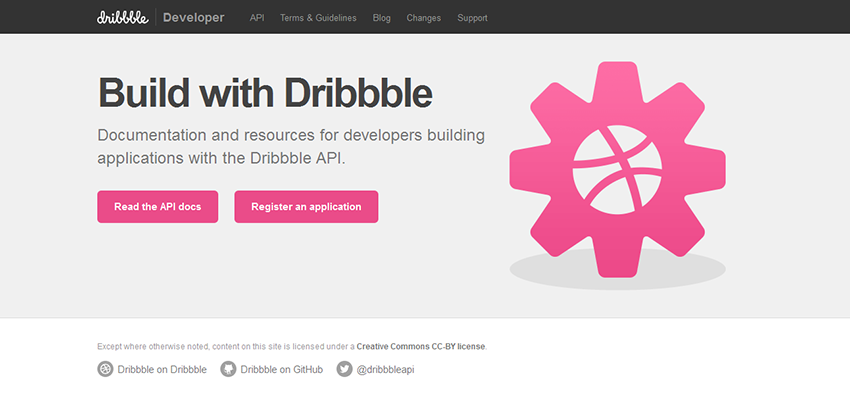 dribbble Developer API Terms & Guidelines Blog Changes Support
Build with Dribbble
Documentation and resources for developers building
applications with the Dribbble API.
Read the API docs Register an application
Except where otherwise noted, content on this site is licensed under a Creative Commons CC-BY license.
Dribbble on Dribbble Dribbble on GitHub @dribbbleapi